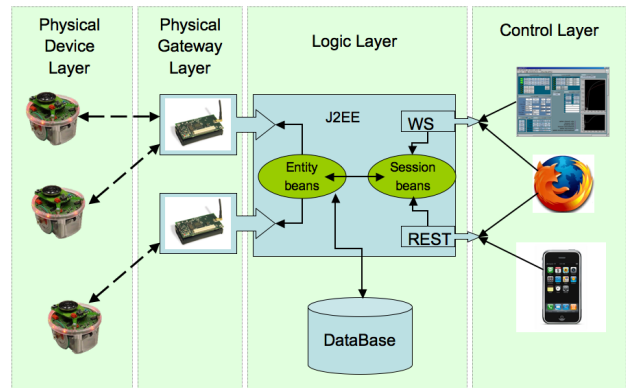 Physical
Device
Layer
Physical
Gateway
Layer
Logic Layer
Control Layer
J2EE
WS
Entity
beans
Session
beans
REST
DataBase